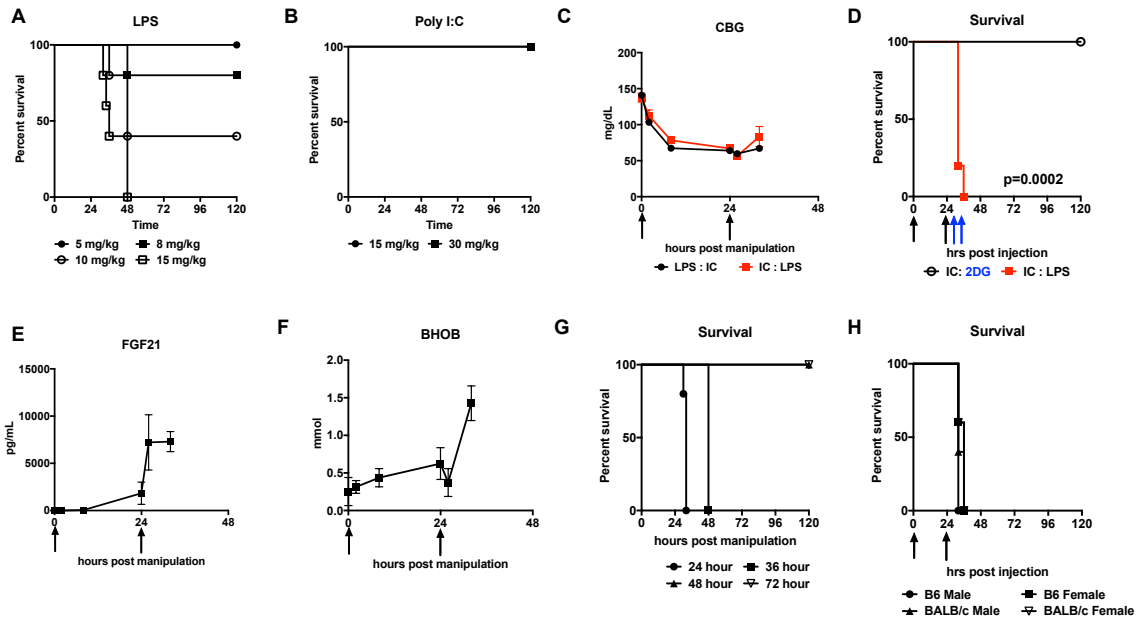 A
LPS
Percent survival
100
50
0
0 24 48 72 96 120
Time
5 mg/kg 8 mg/kg
10 mg/kg 15 mg/kg
B
Poly I:C
Percent survival
100
50
0
0 24 48 72 96 120
Time
15 mg/kg 30 mg/kg
C
CBG
mg/dL
200
150
100
50
0
0 24 48
hours post manipulation
LPS : IC IC : LPS
D
Survival
Percent survival
100
50
0
p=0.0002
0 24 48 72 96 120
hrs post injection
IC: 2DG IC : LPS
E
FGF21
pg/mL
15000
10000
5000
0
0 24 48
hours post manipulation
F
BHOB
mmol
2.0
1.5
1.0
0.5
0.0
0 24 48
hours post manipulation
G
Survival
Percent survival
100
50
0
0 24 48 72 96 120
hours post manipulation
24 hour 36 hour
48 hour 72 hour
H
Survival
Percent survival
100
50
0
0 24 48 72 96 120
hrs post injection
B6 Male B6 Female
BALB/c Male BALB/c Female